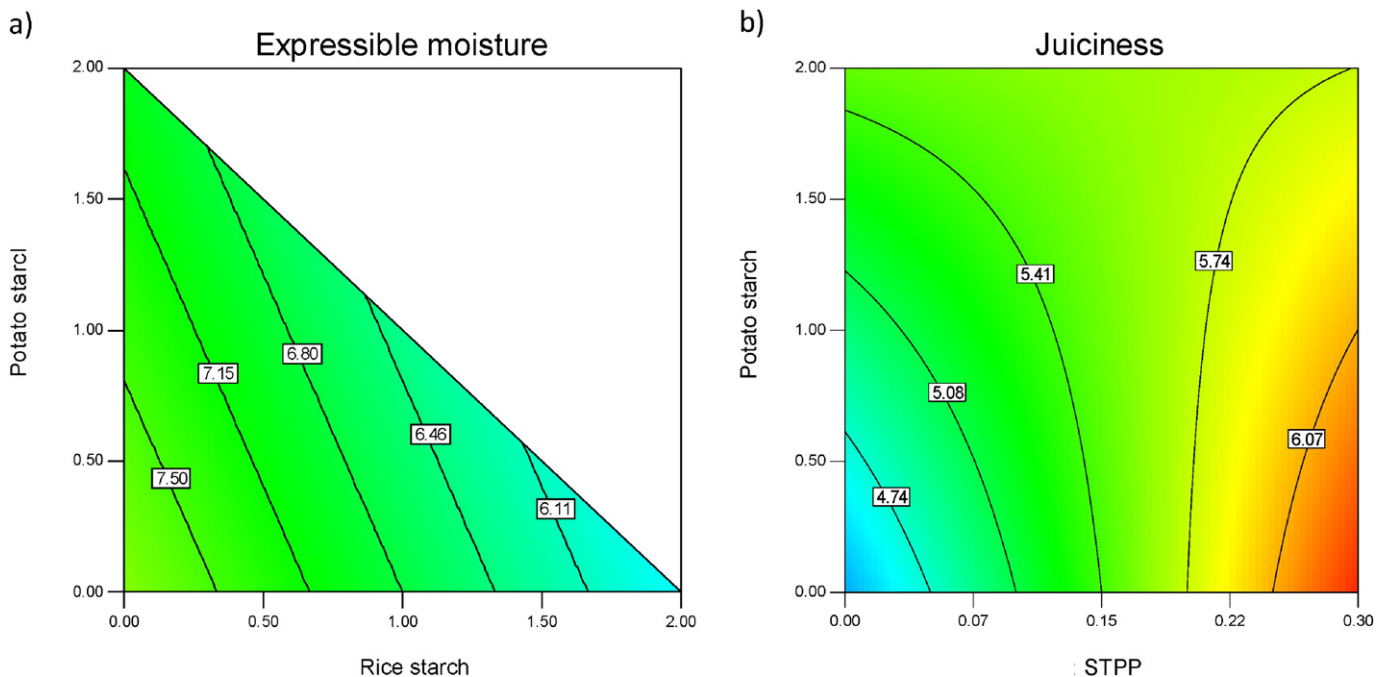 a)
Expressible moisture
2.00
1.50
1.00
0.50
0.00
Potato starcl
7.50
7.15
6.80
6.46
6.11
0.00 0.50 1.00 1.50 2.00
Rice starch
b)
Juiciness
2.00
1.50
1.00
0.50
0.00
Potato starch
5.41
5.74
5.08
6.07
4.74
0.00 0.07 0.15 0.22 0.30
: STPP